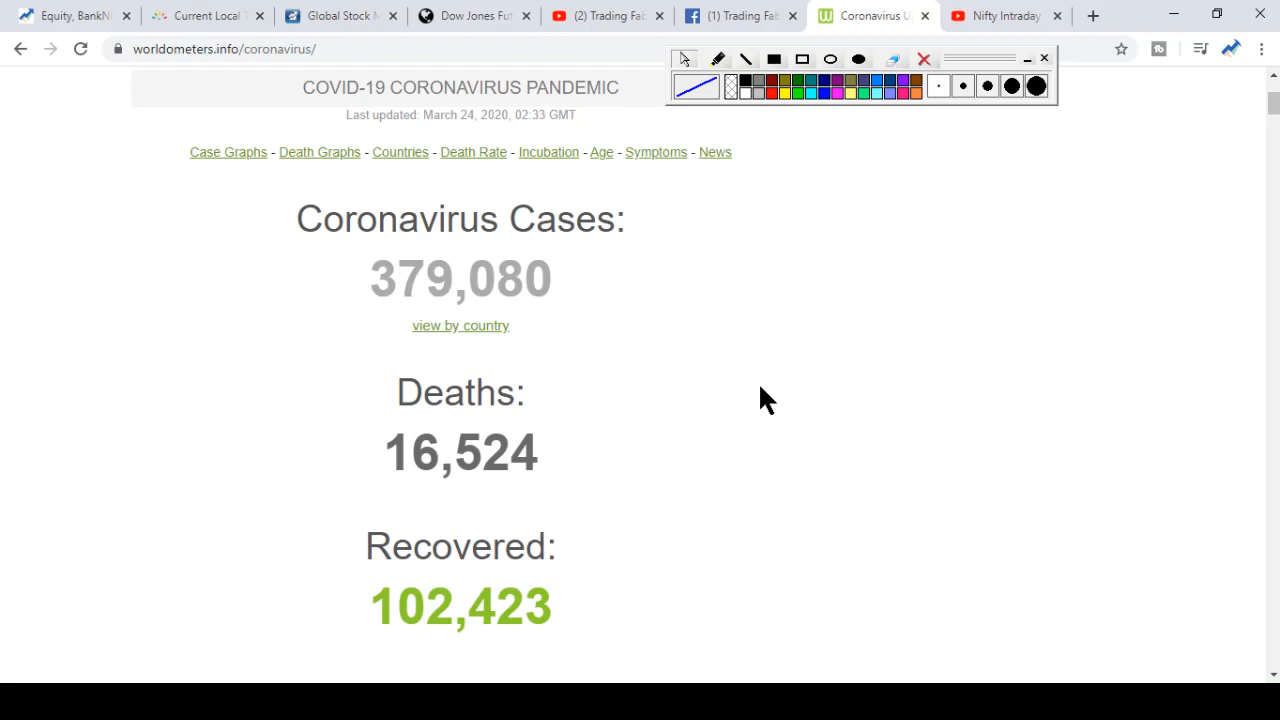 Equity, BankN
Current Local
Global Stock M
Dow Jones Fut
(2) Trading Fab
(1) Trading Fab
Coronavirus U
Nifty Intraday
worldometers.info/coronavirus/
COVID-19 CORONAVIRUS PANDEMIC
Last updated: March 24, 2020, 02:33 GMT
Case Graphs - Death Graphs - Countries - Death Rate - Incubation - Age - Symptoms - News
Coronavirus Cases:
379,080
view by country
Deaths:
16,524
Recovered:
102,423